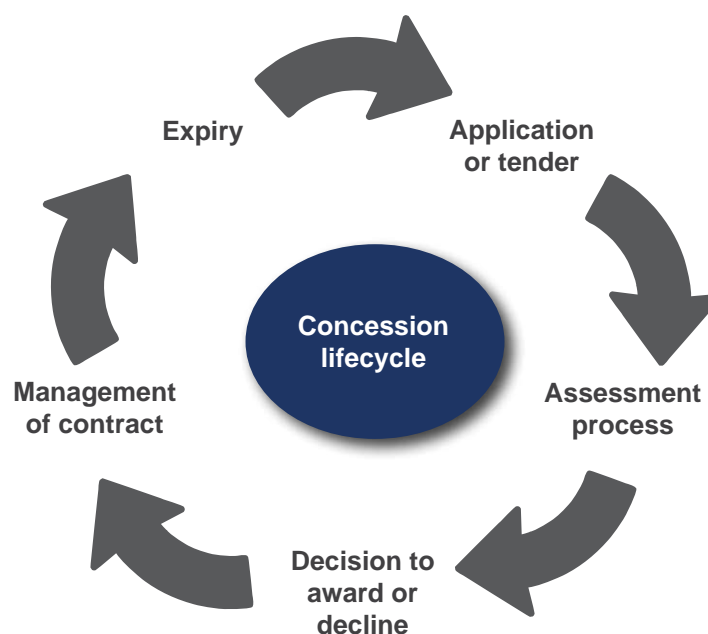 Expiry
Application
or tender
Concession
lifecycle
Management
of contract
Assessment
process
Decision to
award or
decline